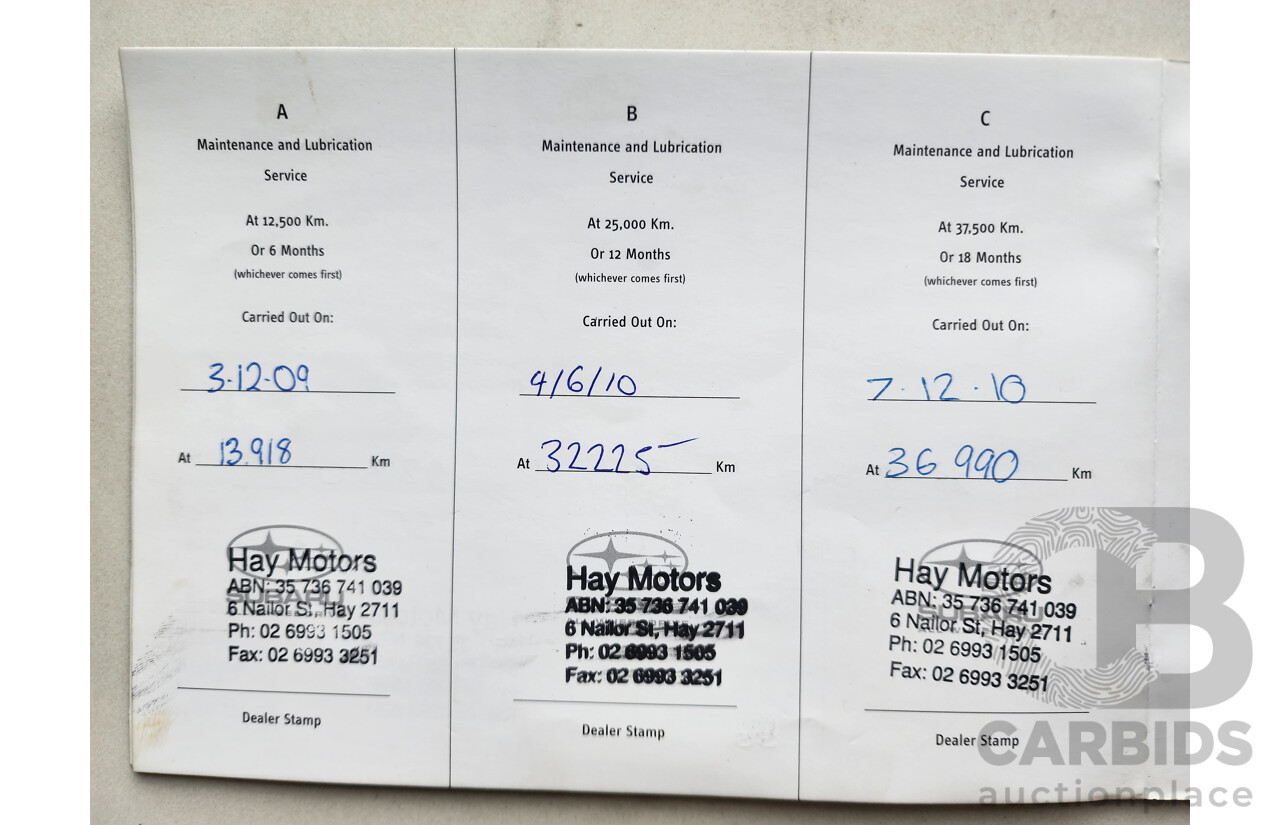 A
Maintenance and Lubrication
Service
At 12,500 Km.
Or 6 Months
(whichever comes first)
Carried Out On:
3·12·09
At 13.918 Km
Hay Motors
ABN: 35 736 741 039
SUBARU
6 Nailor St, Hay 2711
Ph: 02 6993 1505
Fax: 02 6993 3251
Dealer Stamp
B
Maintenance and Lubrication
Service
At 25,000 Km.
Or 12 Months
(whichever comes first)
Carried Out On:
4/6/10
At 32225 Km
Hay Motors
ABN: 35 736 741 039
6 Nailor St, Hay 2711
Ph: 02 6993 1505
Fax: 02 6993 3251
Dealer Stamp
C
Maintenance and Lubrication
Service
At 37,500 Km.
Or 18 Months
(whichever comes first)
Carried Out On:
7·12·10
At 36 990 Km
Hay Motors
ABN: 35 736 741 039
SUBARU
6 Nailor St, Hay 2711
Ph: 02 6993 1505
Fax: 02 6993 3251
Dealer Stamp
B
CARBIDS
auctionplace